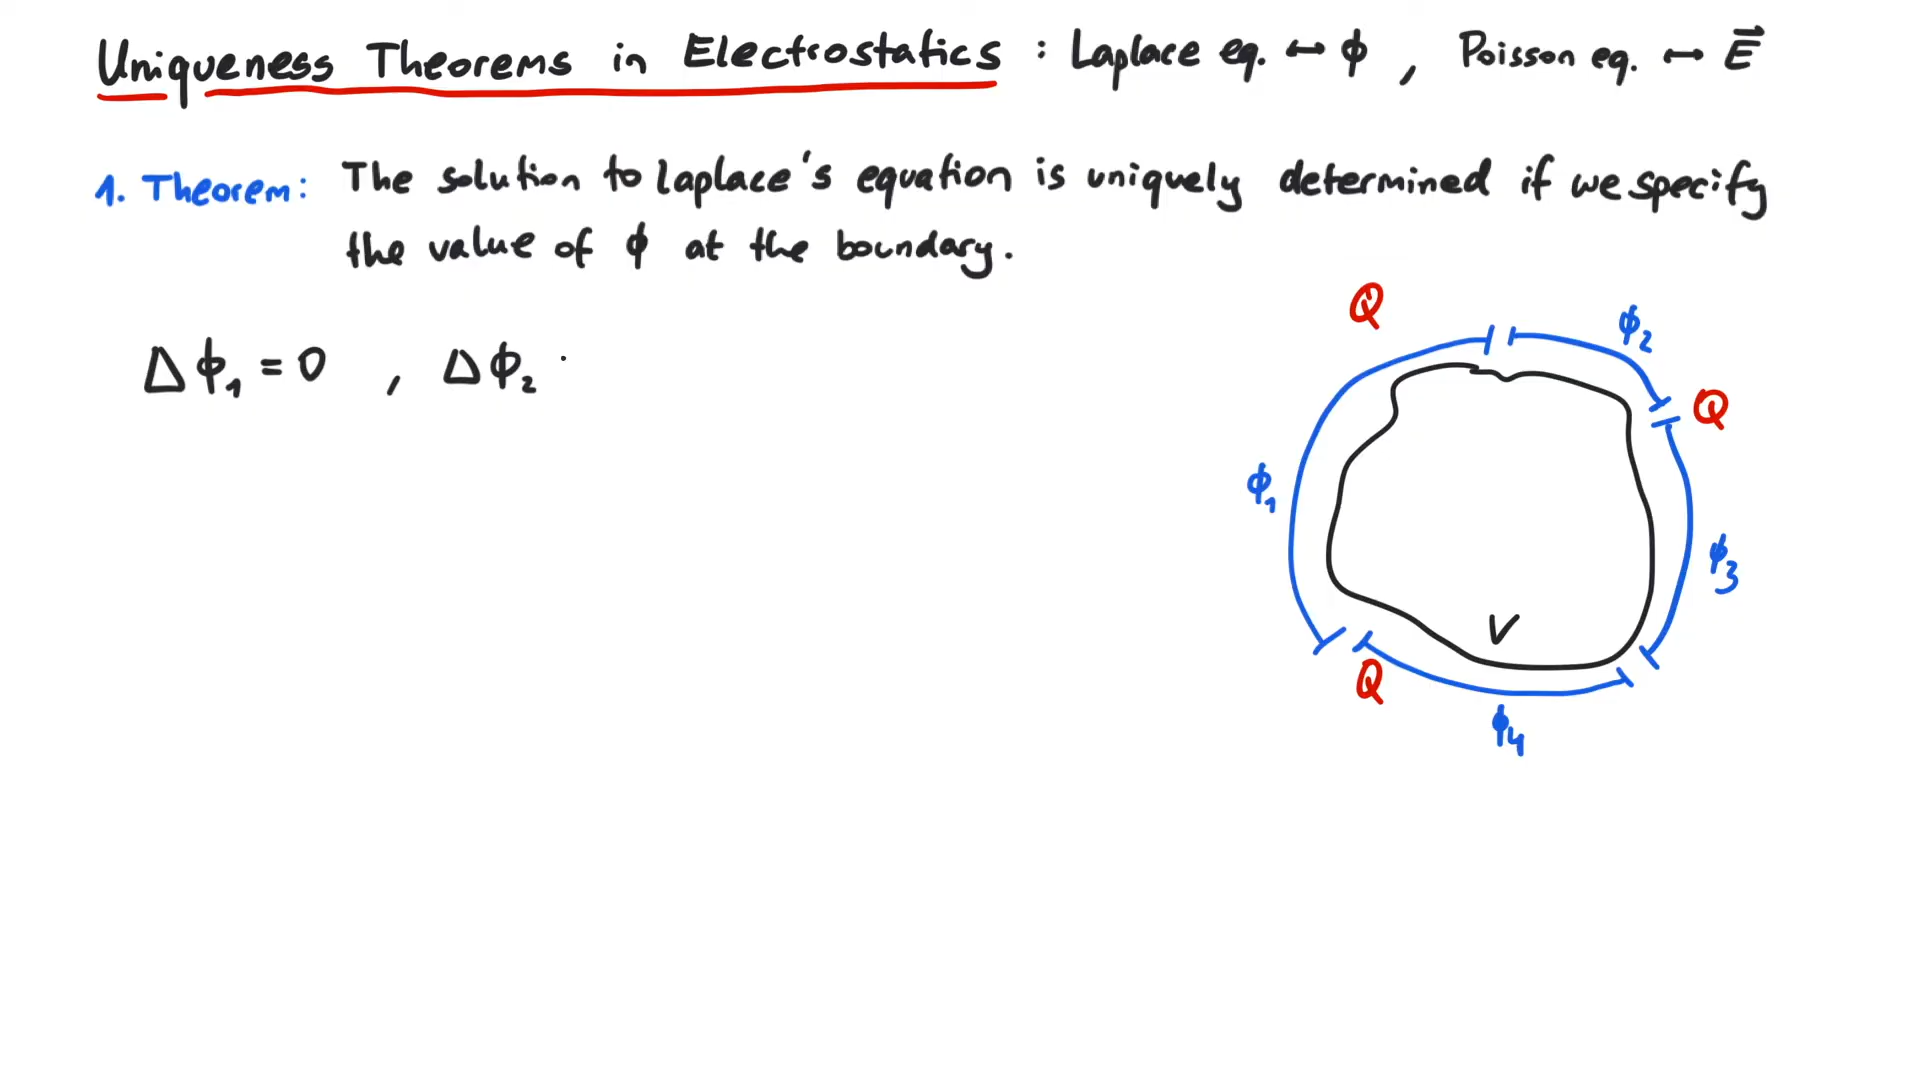 Uniqueness Theorems in Electrostatics : Laplace eq. ↔ ϕ , Poisson eq. ↔ E⃗
1. Theorem: The solution to Laplace's equation is uniquely determined if we specify
the value of ϕ at the boundary.
Δϕ₁ = 0 , Δϕ₂
Q
ϕ₂
Q
ϕ₁
ϕ₃
V
Q
ϕ₄